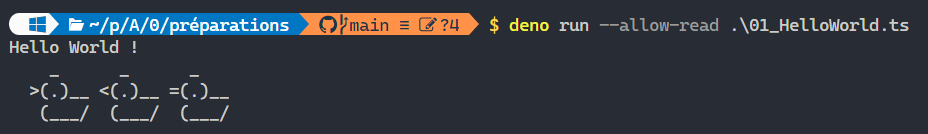 ~/p/A/0/préparations main ≡ ?4 $ deno run --allow-read .\01_HelloWorld.ts
Hello World !
   _      _      _
 >(.)__ <(.)__ =(.)__
  (___/  (___/  (___/